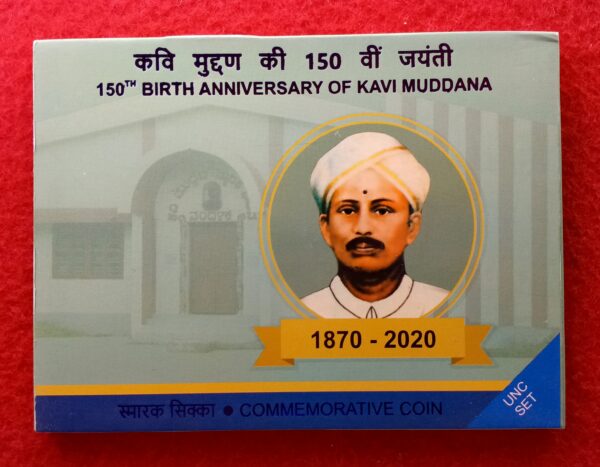 कवि मुद्दण की 150 वीं जयंती
150TH BIRTH ANNIVERSARY OF KAVI MUDDANA
1870 - 2020
स्मारक सिक्का • COMMEMORATIVE COIN
UNC
SET